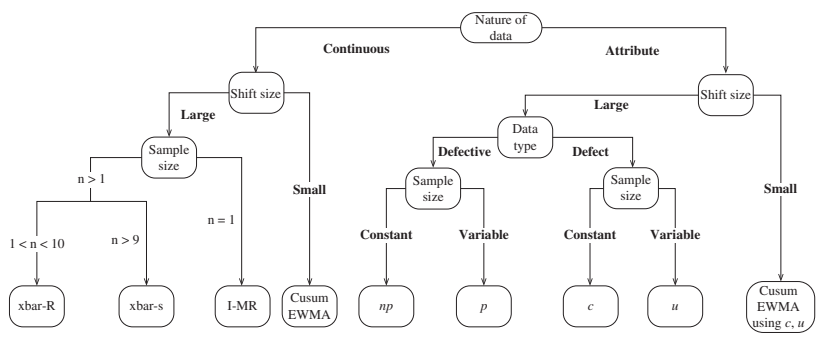 Nature of
data
Continuous
Attribute
Shift size
Shift size
Large
Large
Sample
size
Data
type
Defective
Defect
n > 1
Sample
size
Sample
size
Small
Small
n = 1
1 < n < 10
n > 9
Constant
Variable
Constant
Variable
xbar-R
xbar-s
I-MR
Cusum
EWMA
np
p
c
u
Cusum
EWMA
using c, u